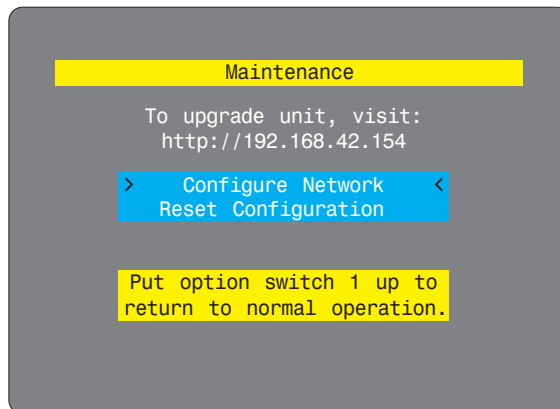 Maintenance
To upgrade unit, visit:
http://192.168.42.154
> Configure Network <
Reset Configuration
Put option switch 1 up to
return to normal operation.